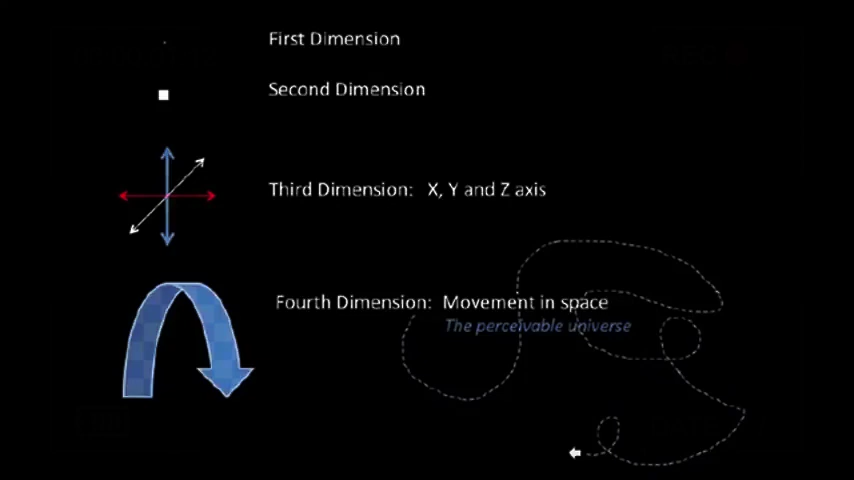 First Dimension
Second Dimension
Third Dimension: X, Y and Z axis
Fourth Dimension: Movement in space
The perceivable universe